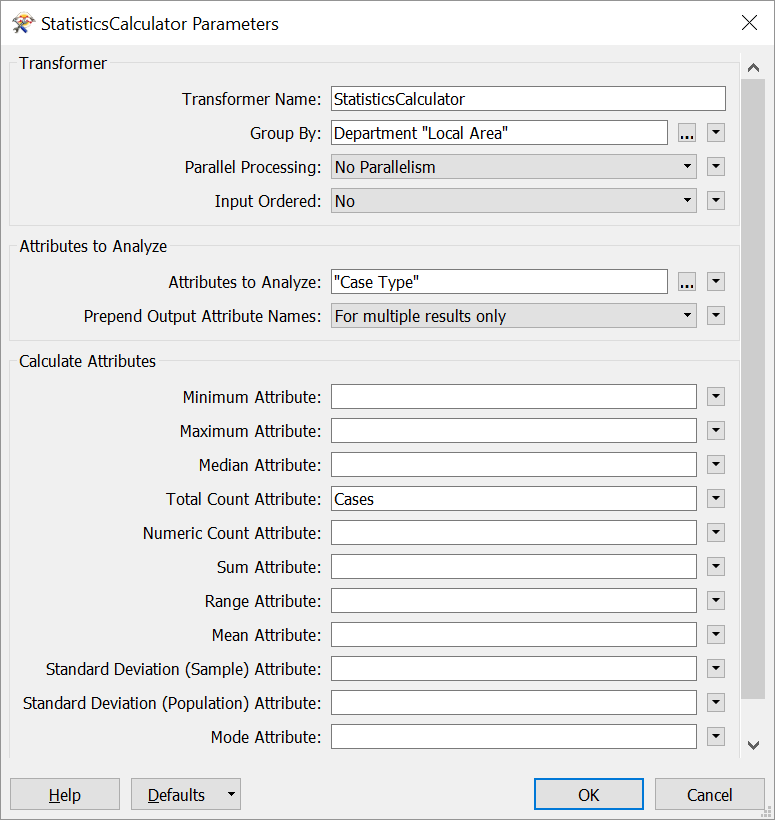 StatisticsCalculator Parameters
Transformer
Transformer Name: StatisticsCalculator
Group By: Department "Local Area" ...
Parallel Processing: No Parallelism
Input Ordered: No
Attributes to Analyze
Attributes to Analyze: "Case Type" ...
Prepend Output Attribute Names: For multiple results only
Calculate Attributes
Minimum Attribute:
Maximum Attribute:
Median Attribute:
Total Count Attribute: Cases
Numeric Count Attribute:
Sum Attribute:
Range Attribute:
Mean Attribute:
Standard Deviation (Sample) Attribute:
Standard Deviation (Population) Attribute:
Mode Attribute:
Help Defaults OK Cancel